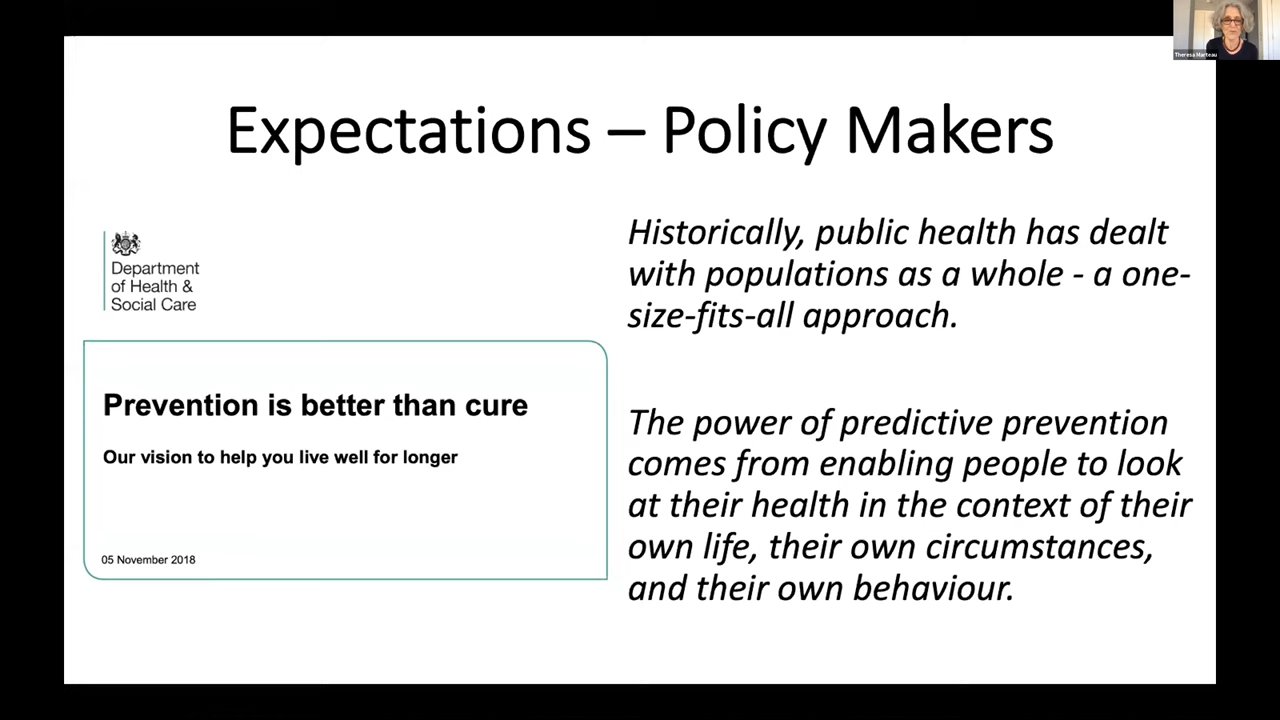 Theresa Marteau
Expectations – Policy Makers
Department
of Health &
Social Care
Prevention is better than cure
Our vision to help you live well for longer
05 November 2018
Historically, public health has dealt
with populations as a whole - a one-
size-fits-all approach.
The power of predictive prevention
comes from enabling people to look
at their health in the context of their
own life, their own circumstances,
and their own behaviour.